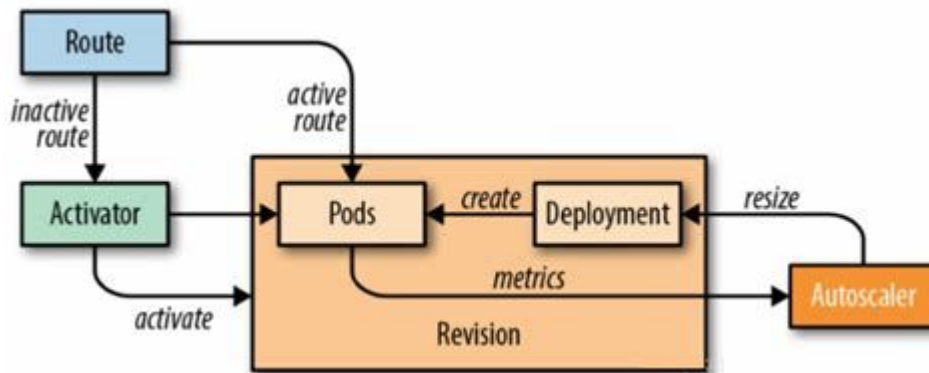 Route
inactive
route
active
route
Activator
Pods
create
Deployment
resize
activate
metrics
Autoscaler
Revision